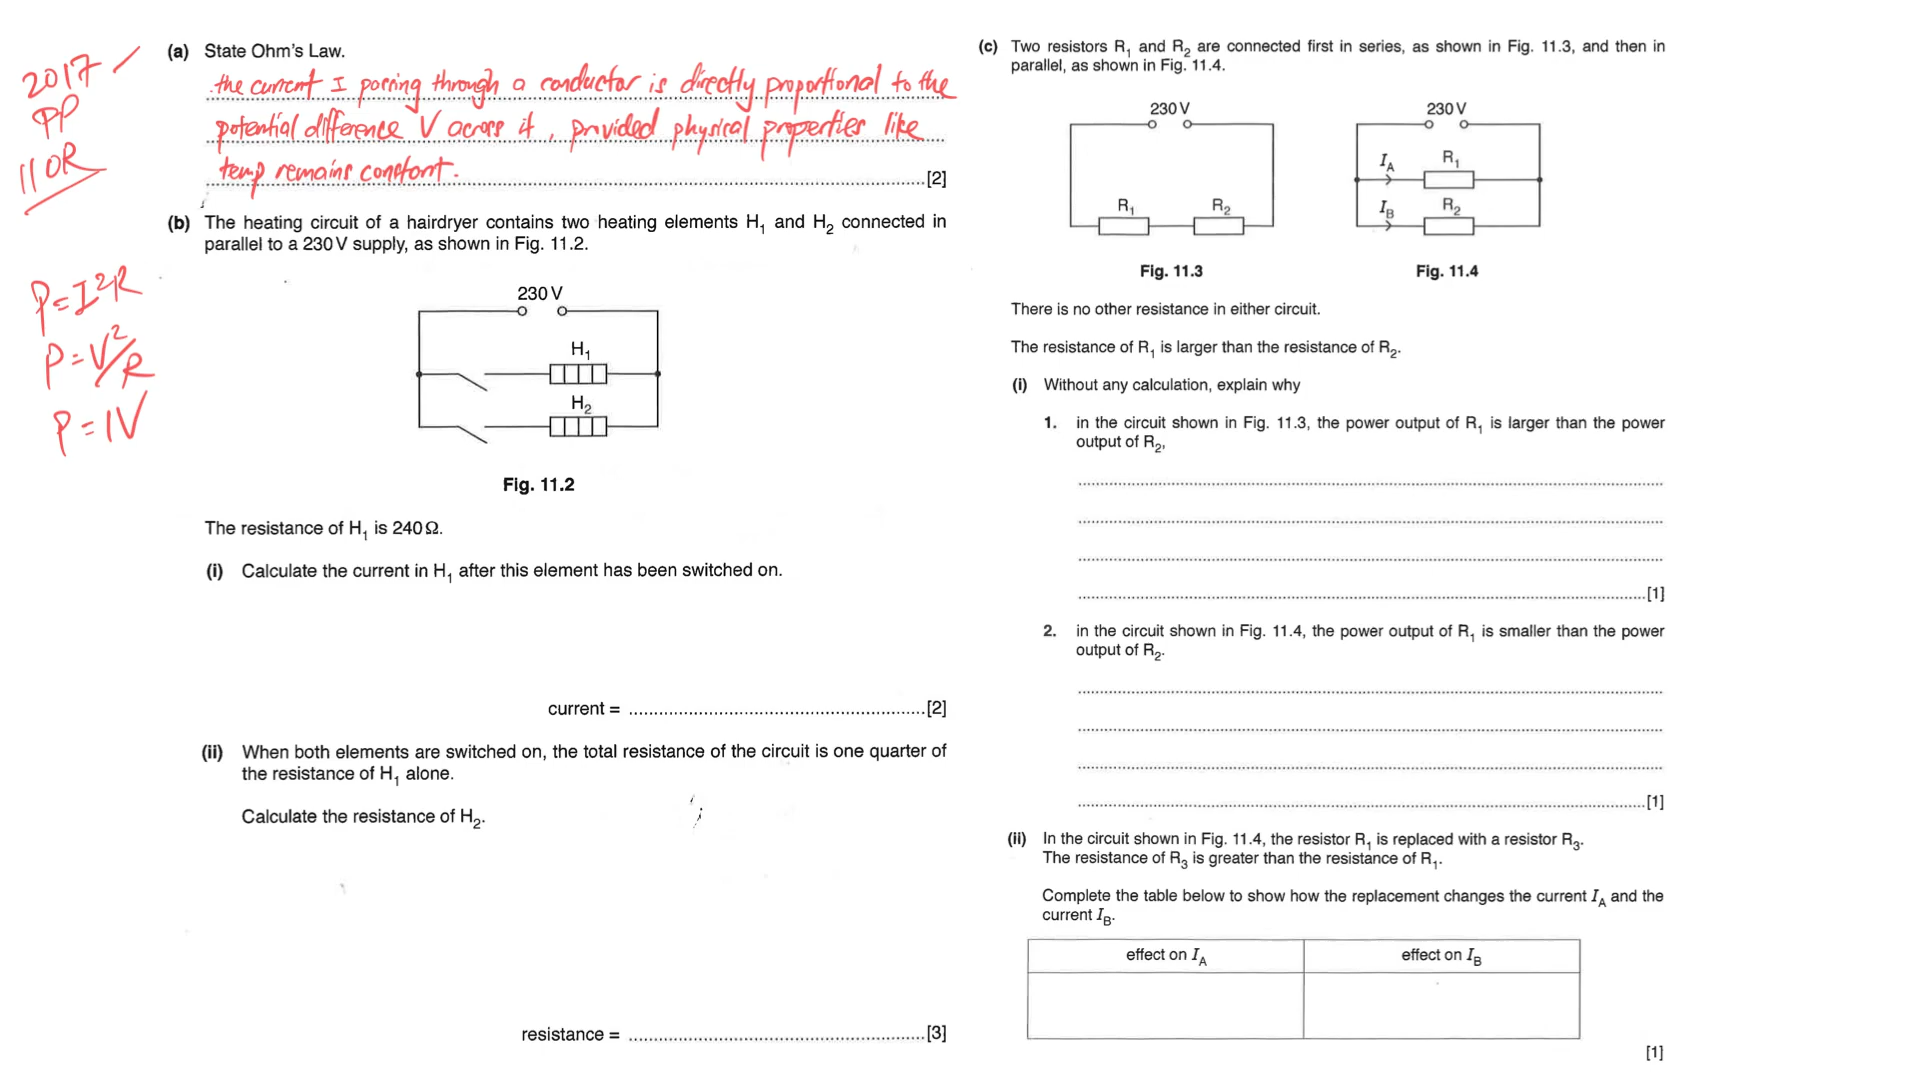 2017
PP
11OR
(a) State Ohm's Law.
the current I passing through a conductor is directly proportional to the
potential difference V across it, provided physical properties like
temp remains constant.
[2]
(b) The heating circuit of a hairdryer contains two heating elements H₁ and H₂ connected in
parallel to a 230 V supply, as shown in Fig. 11.2.
P = I²R
P = V²/R
P = IV
230 V
H₁
H₂
Fig. 11.2
The resistance of H₁ is 240 Ω.
(i) Calculate the current in H₁ after this element has been switched on.
current = ........................................[2]
(ii) When both elements are switched on, the total resistance of the circuit is one quarter of
the resistance of H₁ alone.
Calculate the resistance of H₂.
resistance = ........................................[3]
(c) Two resistors R₁ and R₂ are connected first in series, as shown in Fig. 11.3, and then in
parallel, as shown in Fig. 11.4.
230 V
R₁ R₂
Fig. 11.3
230 V
I_A R₁
I_B R₂
Fig. 11.4
There is no other resistance in either circuit.
The resistance of R₁ is larger than the resistance of R₂.
(i) Without any calculation, explain why
1. in the circuit shown in Fig. 11.3, the power output of R₁ is larger than the power
output of R₂,
[1]
2. in the circuit shown in Fig. 11.4, the power output of R₁ is smaller than the power
output of R₂.
[1]
(ii) In the circuit shown in Fig. 11.4, the resistor R₁ is replaced with a resistor R₃.
The resistance of R₃ is greater than the resistance of R₁.
Complete the table below to show how the replacement changes the current I_A and the
current I_B.
effect on I_A effect on I_B
[1]